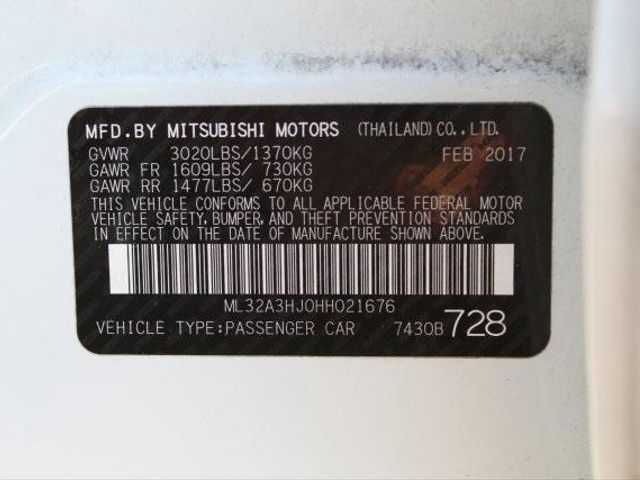 MFD.BY MITSUBISHI MOTORS (THAILAND)CO.,LTD.
GVWR 3020LBS/1370KG FEB 2017
GAWR FR 1609LBS/ 730KG
GAWR RR 1477LBS/ 670KG
THIS VEHICLE CONFORMS TO ALL APPLICABLE FEDERAL MOTOR
VEHICLE SAFETY, BUMPER, AND THEFT PREVENTION STANDARDS
IN EFFECT ON THE DATE OF MANUFACTURE SHOWN ABOVE.
ML32A3HJ0HH021676
VEHICLE TYPE:PASSENGER CAR 7430B 728